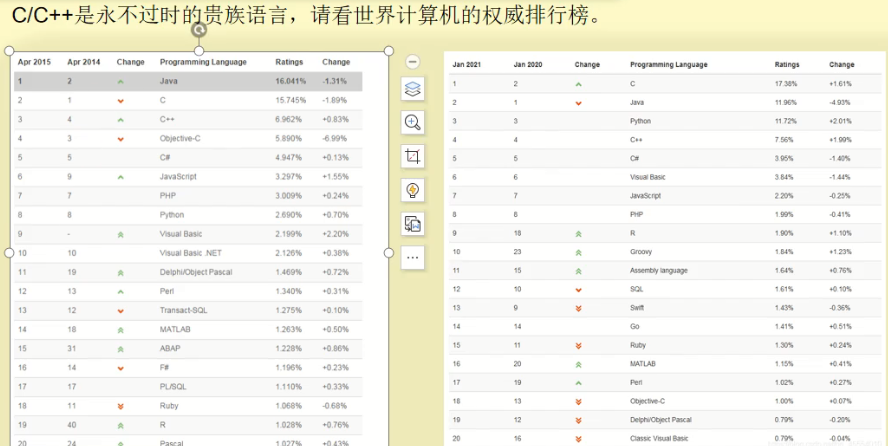 C/C++是永不过时的贵族语言，请看世界计算机的权威排行榜。
Apr 2015 Apr 2014 Change Programming Language Ratings Change
1 2 Java 16.041% -1.31%
2 1 C 15.745% -1.89%
3 4 C++ 6.962% +0.83%
4 3 Objective-C 5.890% -6.99%
5 5 C# 4.947% +0.13%
6 9 JavaScript 3.297% +1.55%
7 7 PHP 3.009% +0.24%
8 8 Python 2.690% +0.70%
9 - Visual Basic 2.199% +2.20%
10 10 Visual Basic .NET 2.126% +0.38%
11 19 Delphi/Object Pascal 1.469% +0.72%
12 13 Perl 1.340% +0.31%
13 12 Transact-SQL 1.275% +0.10%
14 18 MATLAB 1.263% +0.50%
15 31 ABAP 1.228% +0.86%
16 14 F# 1.196% +0.23%
17 17 PL/SQL 1.110% +0.33%
18 11 Ruby 1.068% -0.68%
19 40 R 1.028% +0.76%
20 24 Pascal 1.027% +0.43%
Jan 2021 Jan 2020 Change Programming Language Ratings Change
1 2 C 17.38% +1.61%
2 1 Java 11.96% -4.93%
3 3 Python 11.72% +2.01%
4 4 C++ 7.56% +1.99%
5 5 C# 3.95% -1.40%
6 6 Visual Basic 3.84% -1.44%
7 7 JavaScript 2.20% -0.25%
8 8 PHP 1.99% -0.41%
9 18 R 1.90% +1.10%
10 23 Groovy 1.84% +1.23%
11 15 Assembly language 1.64% +0.76%
12 10 SQL 1.61% +0.10%
13 9 Swift 1.43% -0.36%
14 14 Go 1.41% +0.51%
15 11 Ruby 1.30% +0.24%
16 20 MATLAB 1.15% +0.41%
17 19 Perl 1.02% +0.27%
18 13 Objective-C 1.00% +0.07%
19 12 Delphi/Object Pascal 0.79% -0.20%
20 16 Classic Visual Basic 0.79% -0.04%